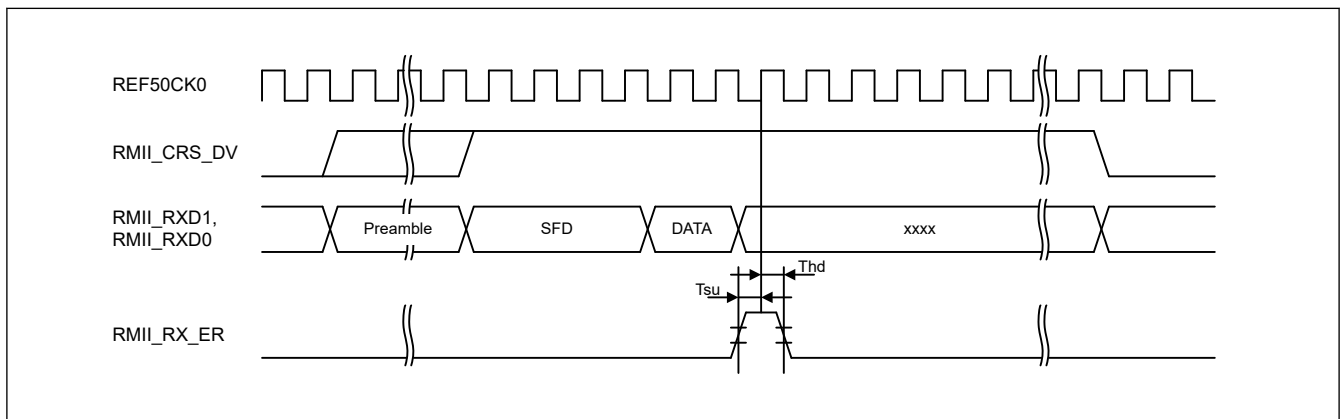 REF50CK0
RMII_CRS_DV
RMII_RXD1,
RMII_RXD0
Preamble
SFD
DATA
xxxx
Thd
Tsu
RMII_RX_ER